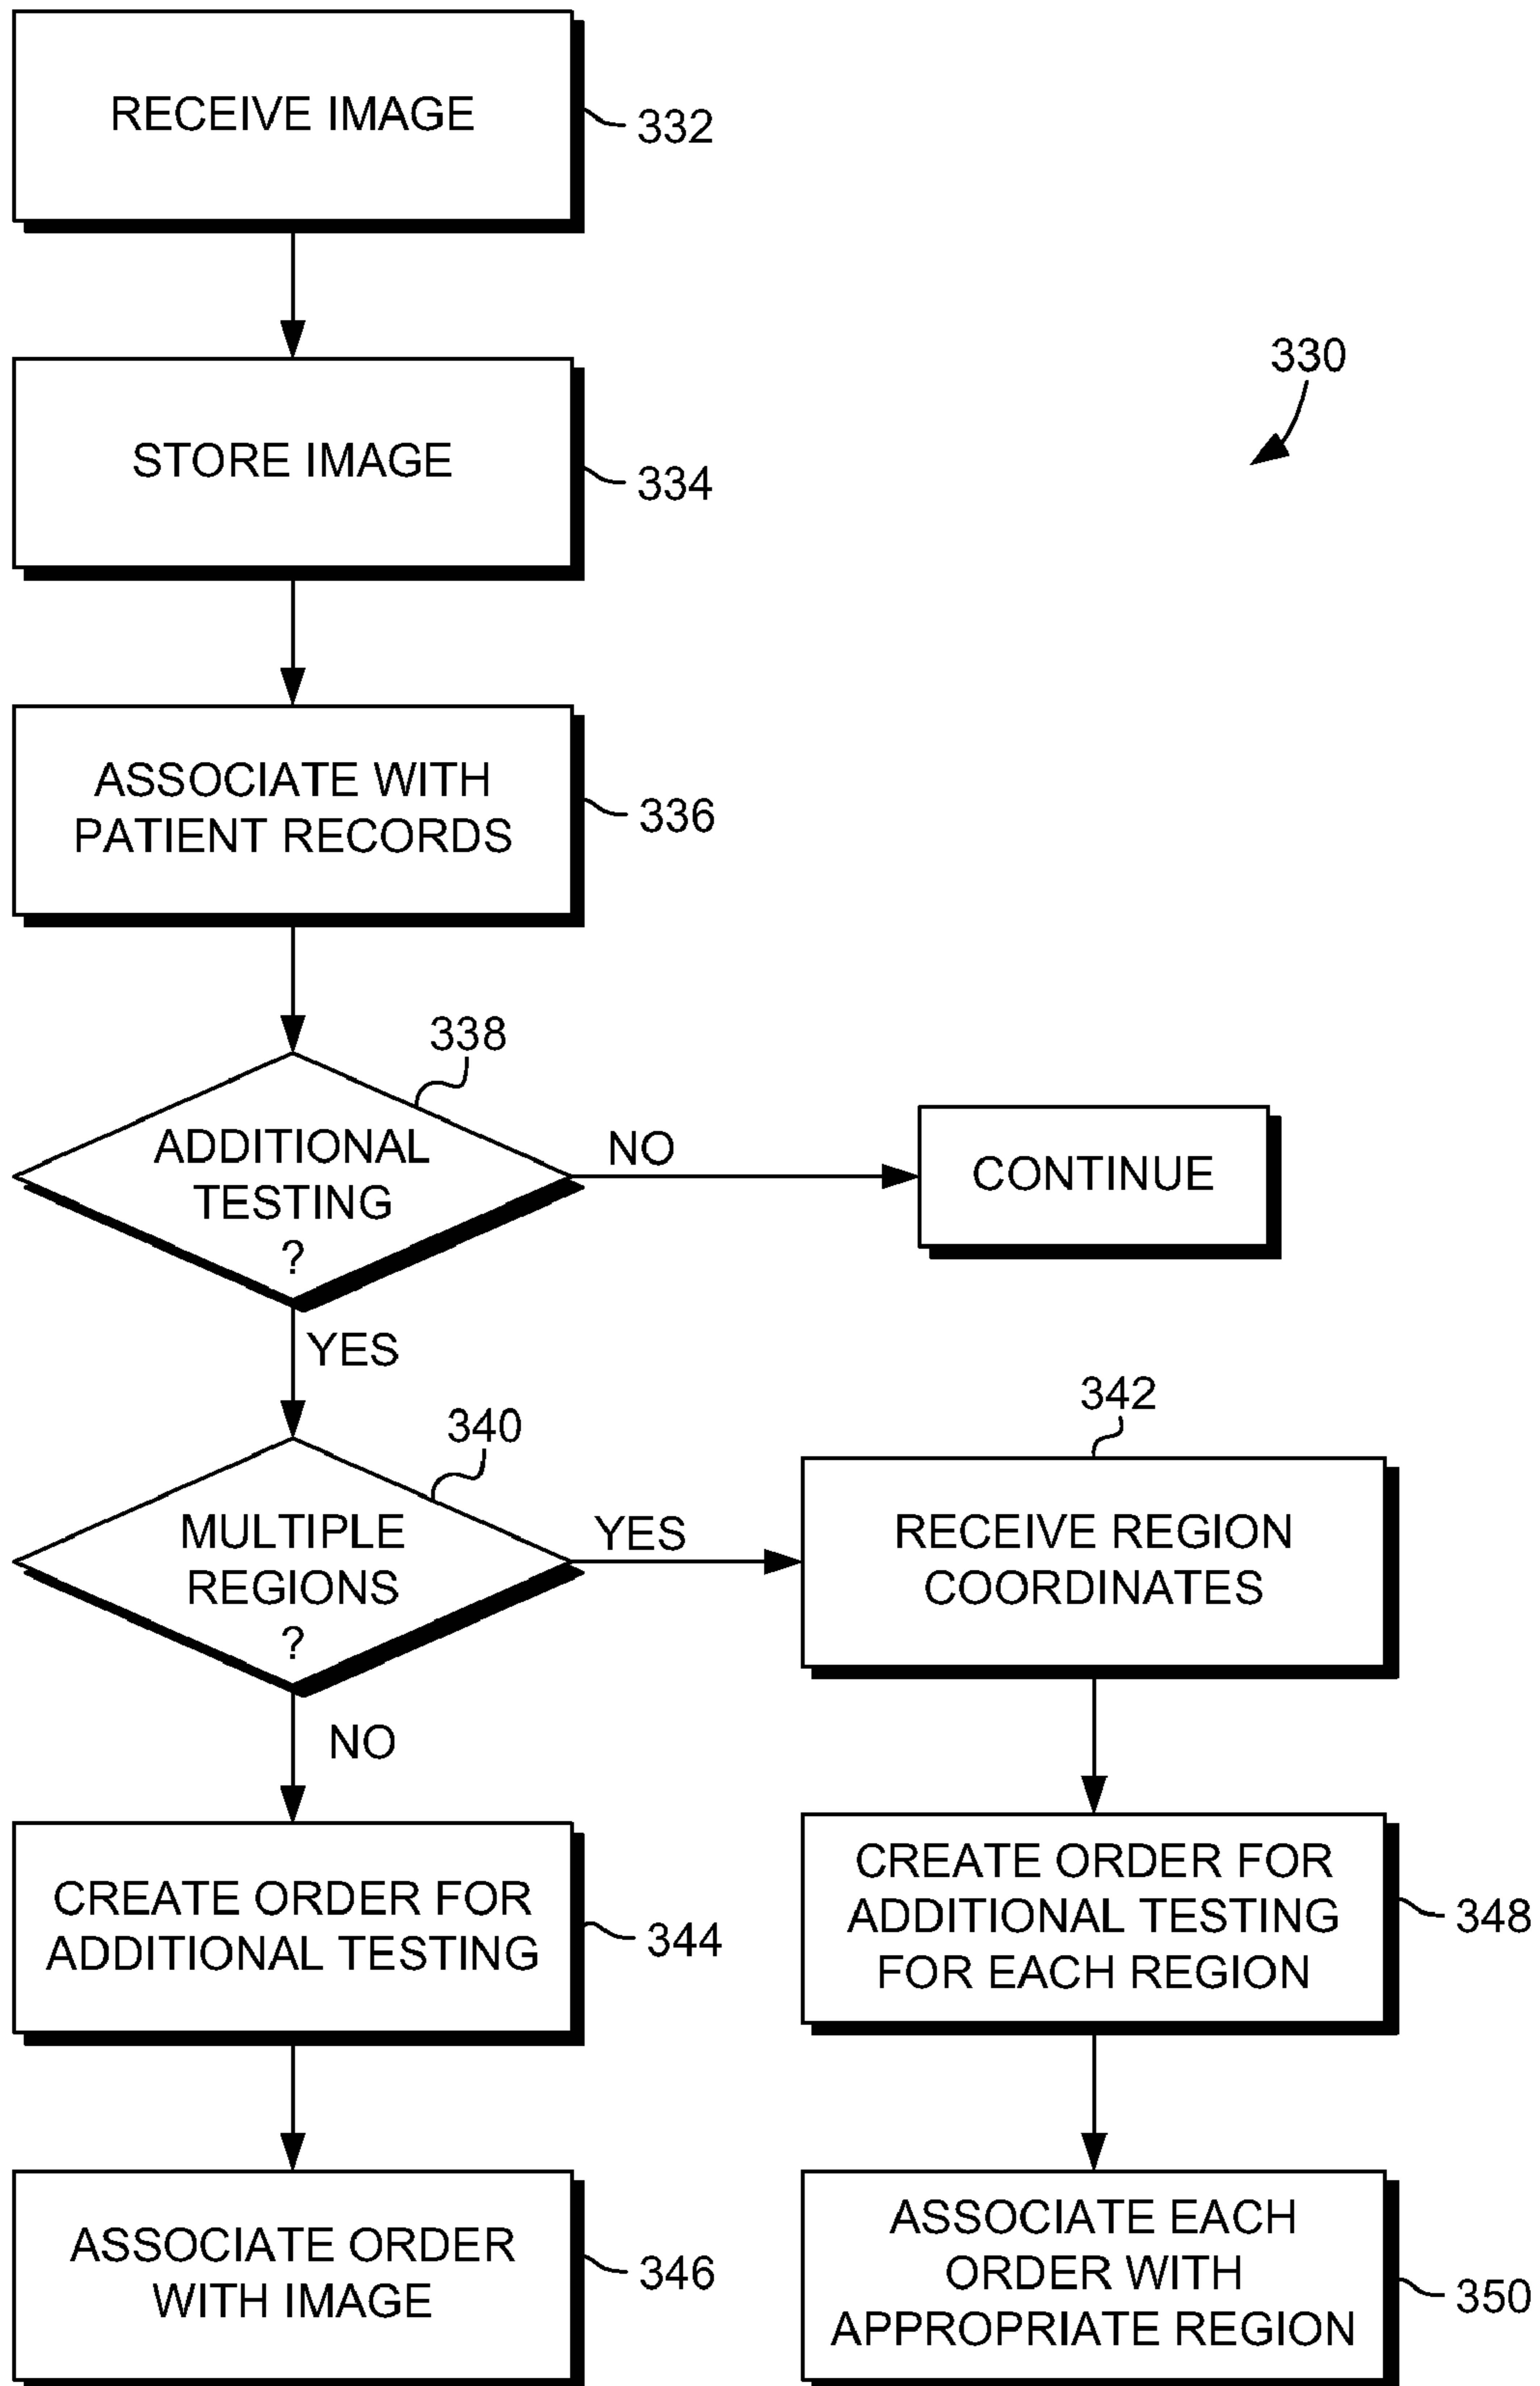 RECEIVE IMAGE
332
330
STORE IMAGE
334
ASSOCIATE WITH
PATIENT RECORDS
336
338
ADDITIONAL
TESTING
?
NO
CONTINUE
YES
340
MULTIPLE
REGIONS
?
YES
342
RECEIVE REGION
COORDINATES
NO
CREATE ORDER FOR
ADDITIONAL TESTING
344
CREATE ORDER FOR
ADDITIONAL TESTING
FOR EACH REGION
348
ASSOCIATE ORDER
WITH IMAGE
346
ASSOCIATE EACH
ORDER WITH
APPROPRIATE REGION
350